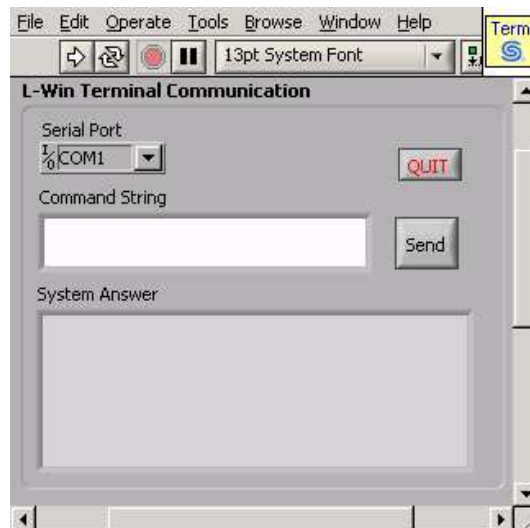 File Edit Operate Tools Browse Window Help
Term
13pt System Font
L-Win Terminal Communication
Serial Port
I/O COM1
QUIT
Command String
Send
System Answer